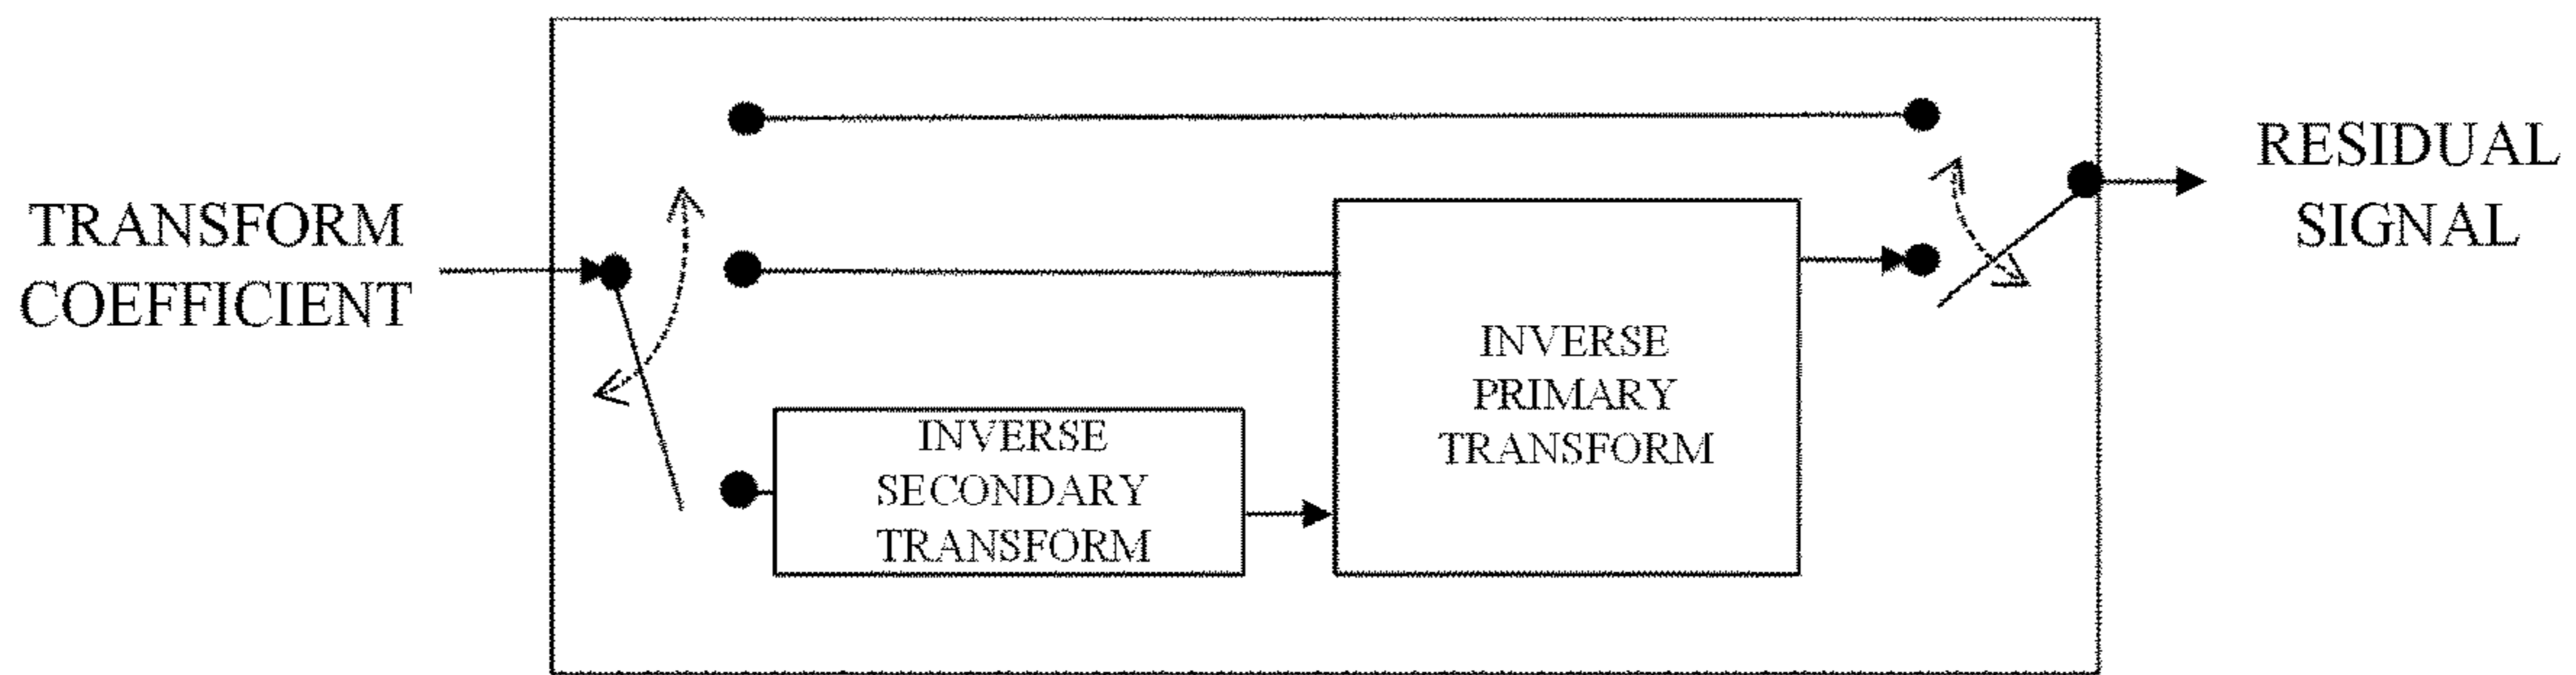 TRANSFORM
COEFFICIENT
INVERSE
SECONDARY
TRANSFORM
INVERSE
PRIMARY
TRANSFORM
RESIDUAL
SIGNAL